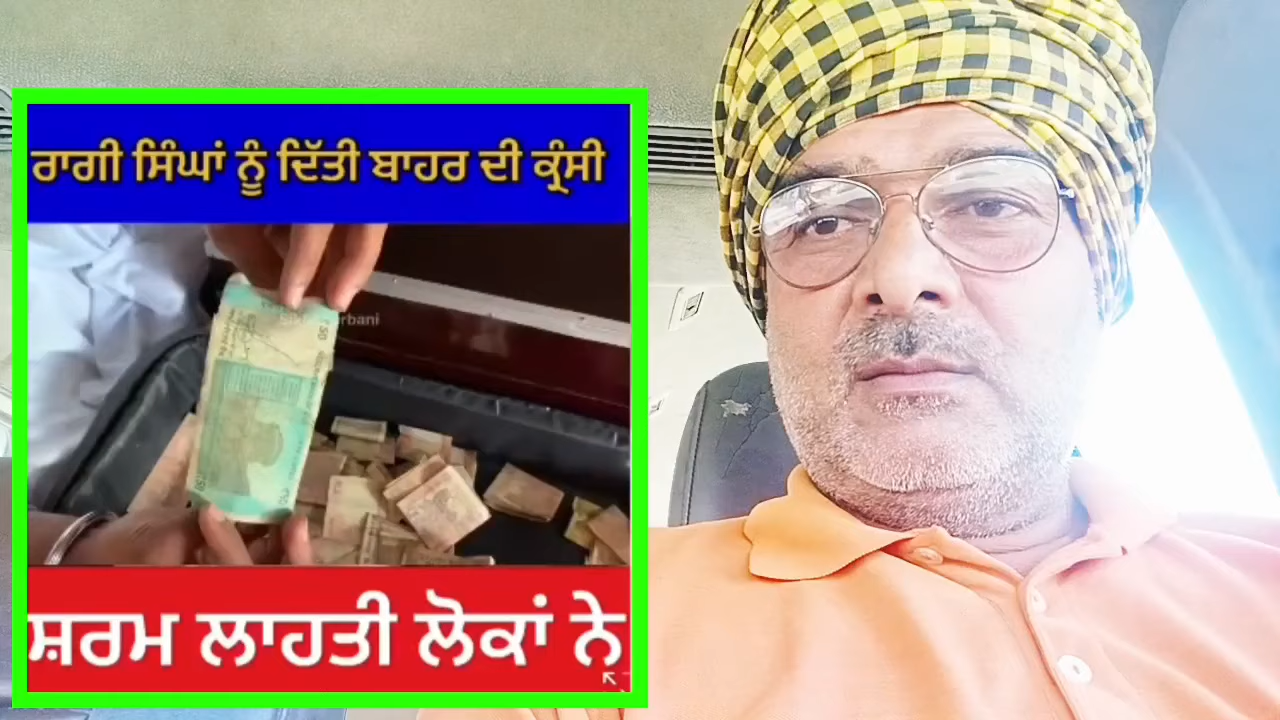 ਰਾਗੀ ਸਿੰਘਾਂ ਨੂੰ ਦਿੱਤੀ ਬਾਹਰ ਦੀ ਕ੍ਰੰਸੀ
ਸ਼ਰਮ ਲਾਹਤੀ ਲੋਕਾਂ ਨੇ